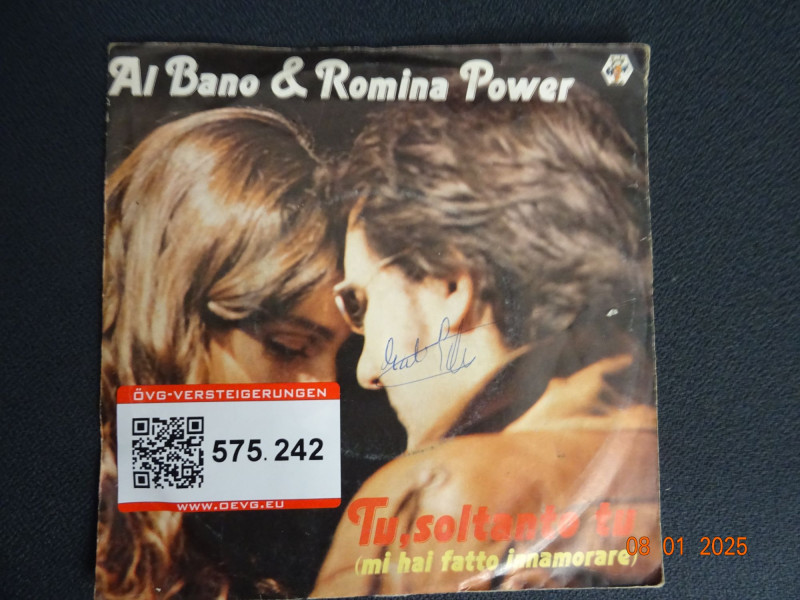 Al Bano & Romina Power
ÖVG-VERSTEIGERUNGEN
575. 242
WWW.OEVG.EU
Tu, soltanto tu
(mi hai fatto innamorare)
08 01 2025